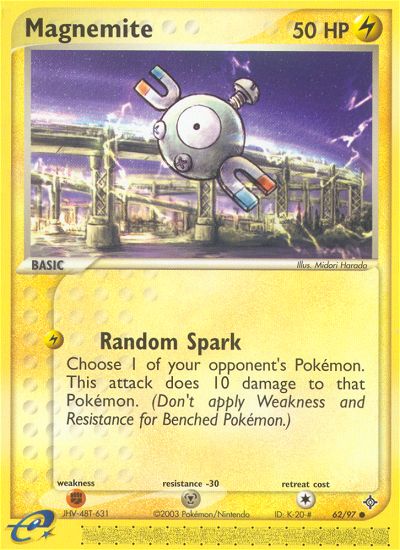 Magnemite 50 HP
BASIC
Illus. Midori Harada
Random Spark
Choose 1 of your opponent's Pokémon.
This attack does 10 damage to that
Pokémon. (Don't apply Weakness and
Resistance for Benched Pokémon.)
weakness resistance -30 retreat cost
JHV-48T-631 ©2003 Pokémon/Nintendo ID: K-20-# 62/97
e